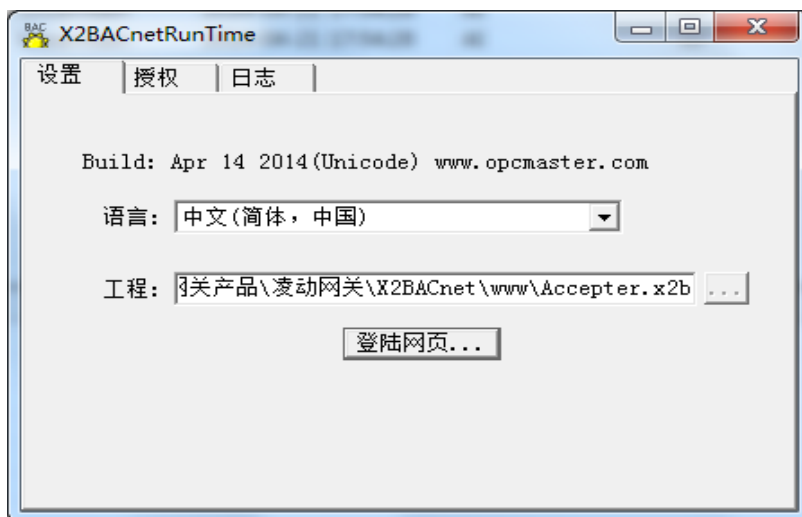 BAC
X2BACnetRunTime
设置 授权 日志
Build: Apr 14 2014(Unicode) www.opcmaster.com
语言: 中文(简体，中国)
工程: 关产品\凌动网关\X2BACnet\www\Accepter.x2b ...
登陆网页...